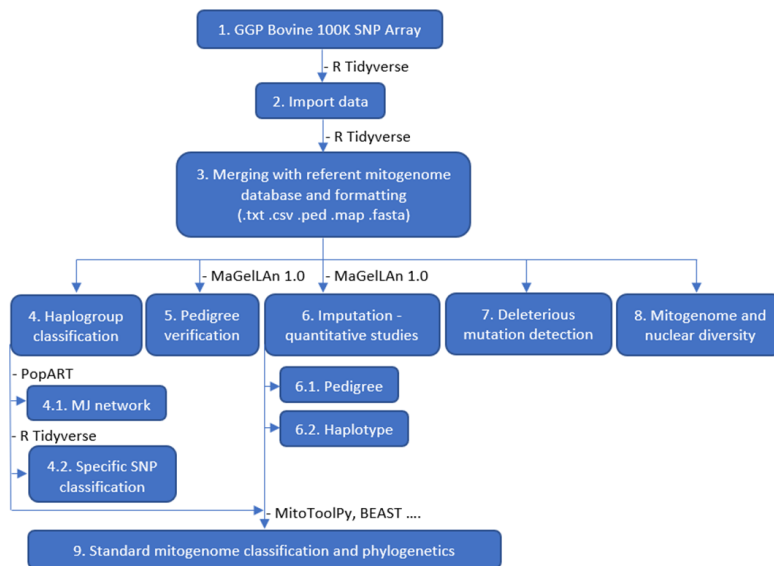 1. GGP Bovine 100K SNP Array
- R Tidyverse
2. Import data
- R Tidyverse
3. Merging with referent mitogenome
database and formatting
(.txt .csv .ped .map .fasta)
- MaGelLAn 1.0
- MaGelLAn 1.0
4. Haplogroup
classification
5. Pedigree
verification
6. Imputation -
quantitative studies
7. Deleterious
mutation detection
8. Mitogenome and
nuclear diversity
- PopART
4.1. MJ network
- R Tidyverse
4.2. Specific SNP
classification
6.1. Pedigree
6.2. Haplotype
- MitoToolPy, BEAST ....
9. Standard mitogenome classification and phylogenetics